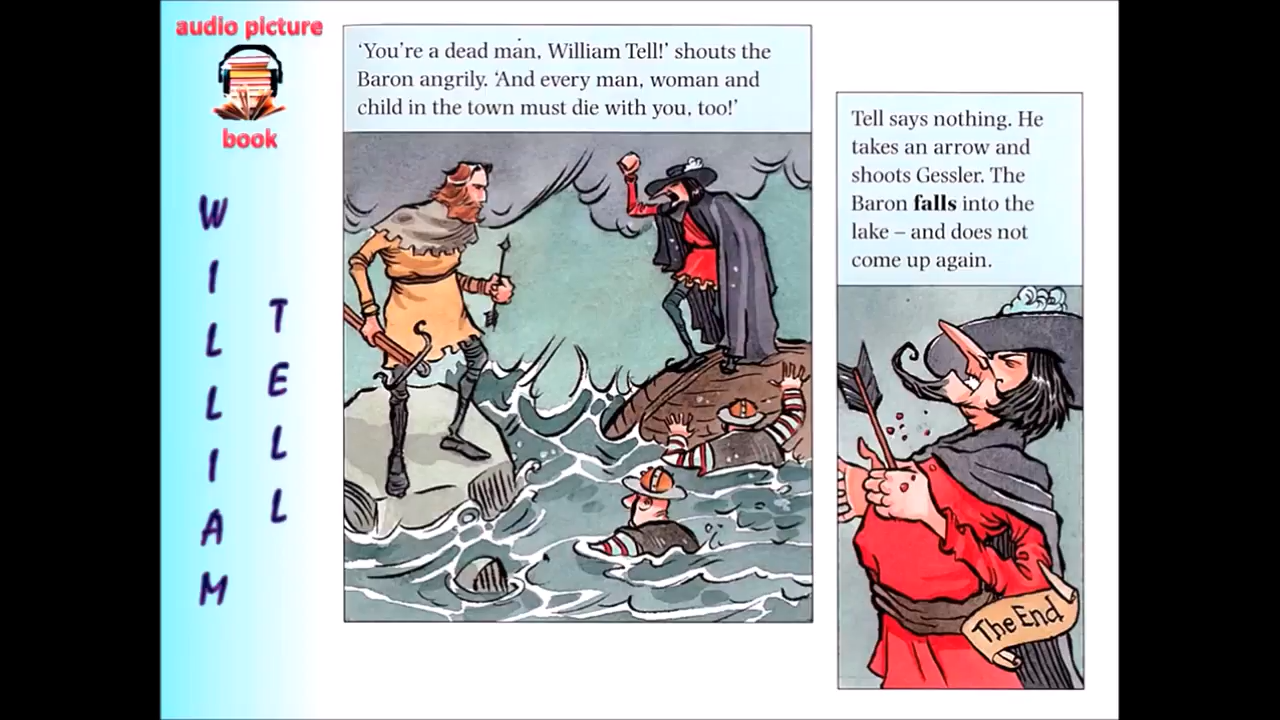 audio picture
book
WILLIAM
TELL
‘You're a dead man, William Tell!’ shouts the
Baron angrily. ‘And every man, woman and
child in the town must die with you, too!’
Tell says nothing. He
takes an arrow and
shoots Gessler. The
Baron falls into the
lake – and does not
come up again.
The End